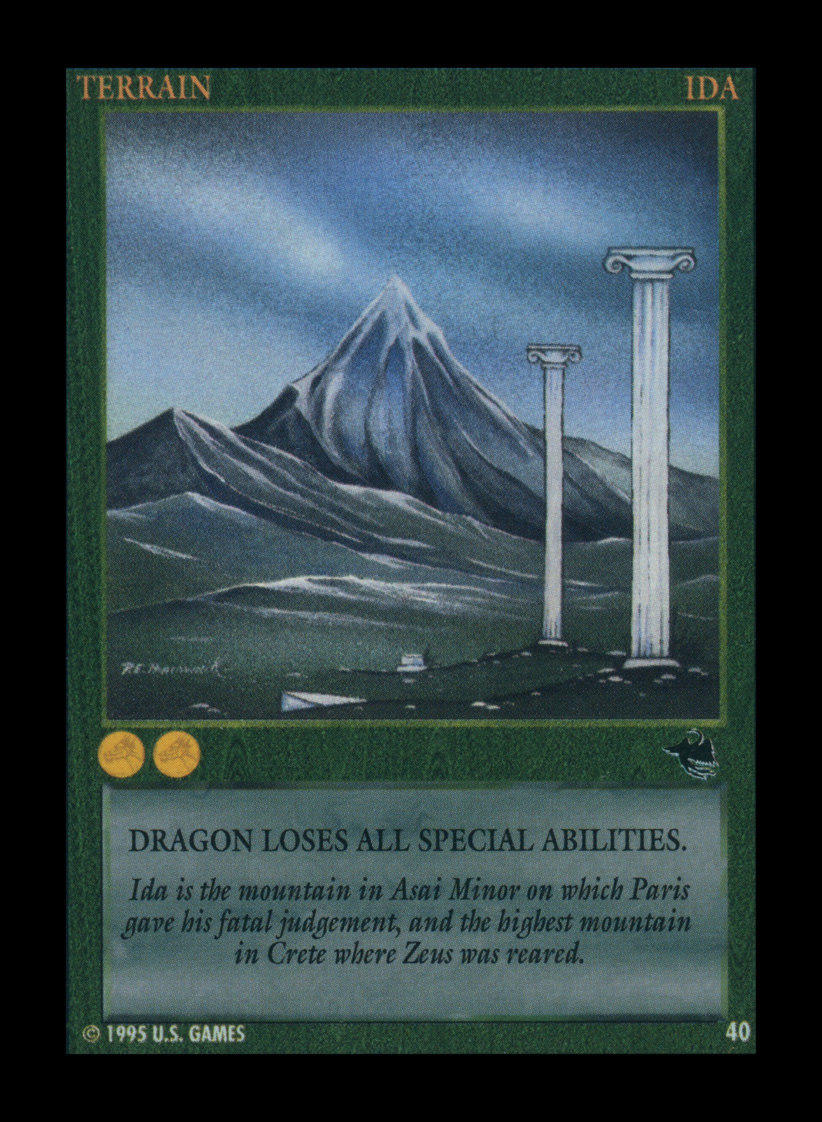 TERRAIN
IDA
DRAGON LOSES ALL SPECIAL ABILITIES.
Ida is the mountain in Asai Minor on which Paris
gave his fatal judgement, and the highest mountain
in Crete where Zeus was reared.
© 1995 U.S. GAMES
40